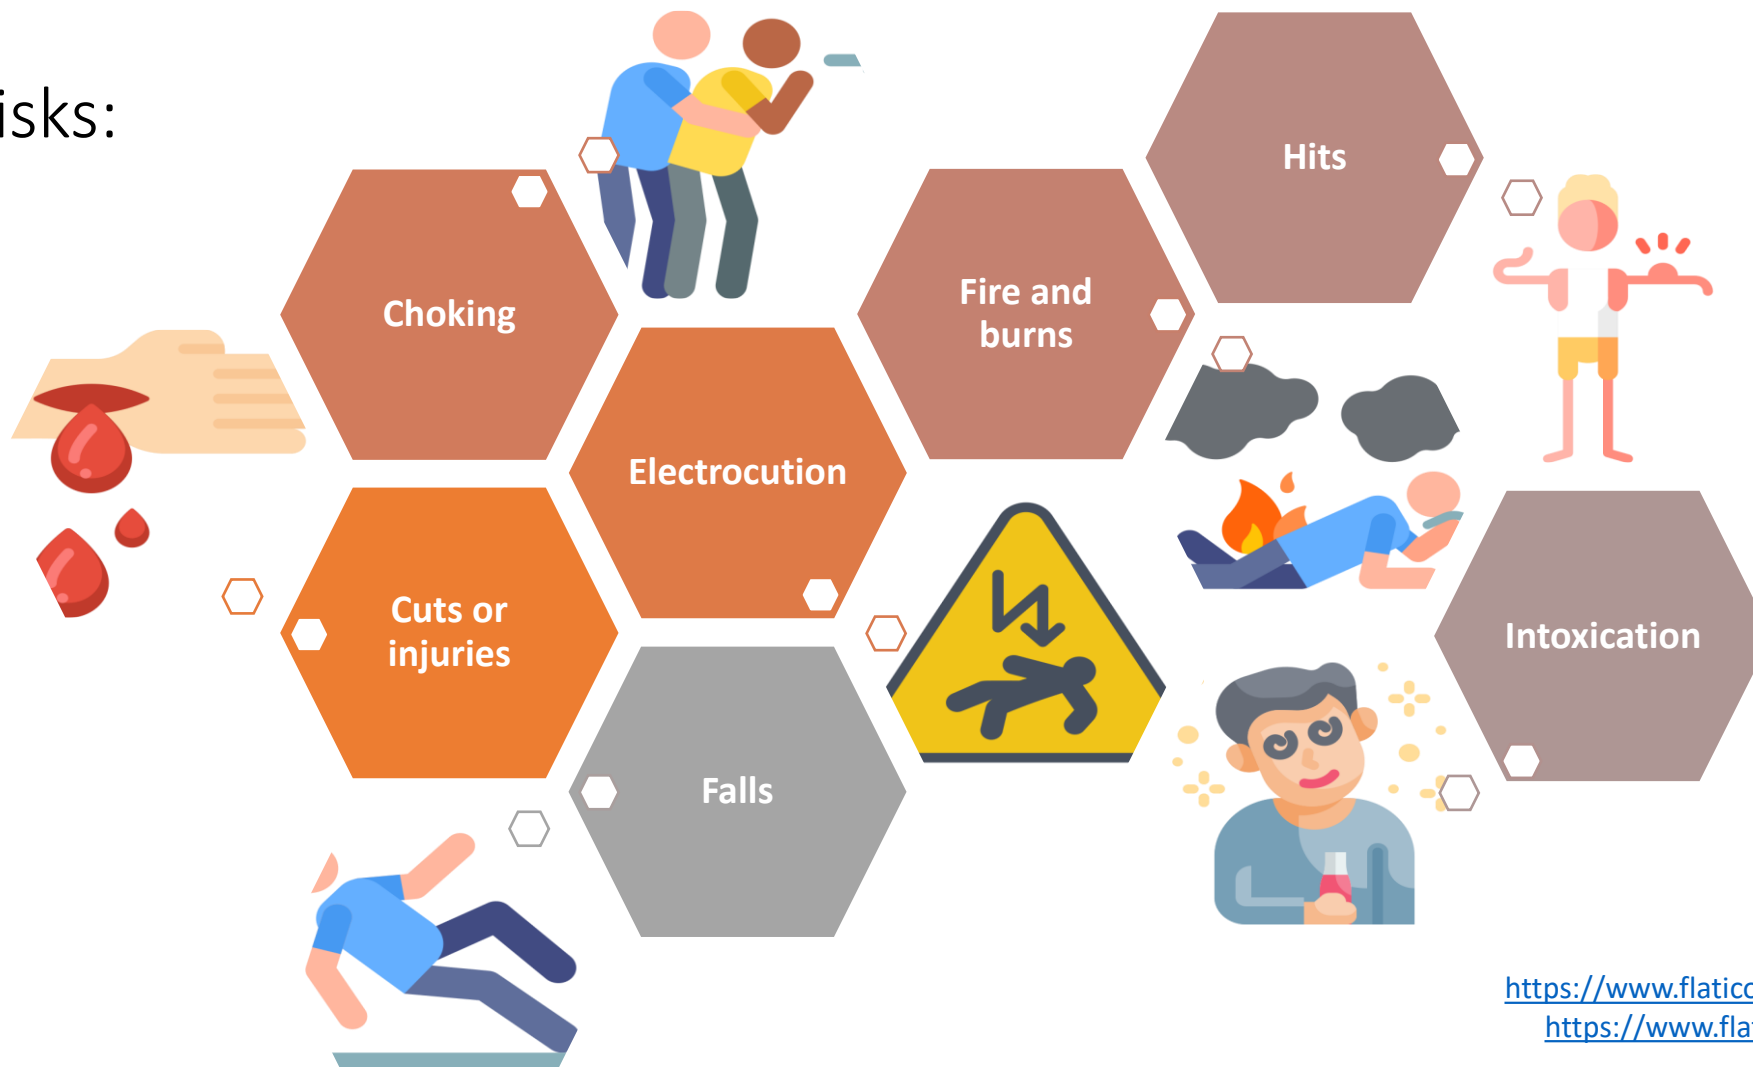 isks:
Hits
Choking
Fire and
burns
Electrocution
Cuts or
injuries
Intoxication
Falls
https://www.flatico
https://www.fla